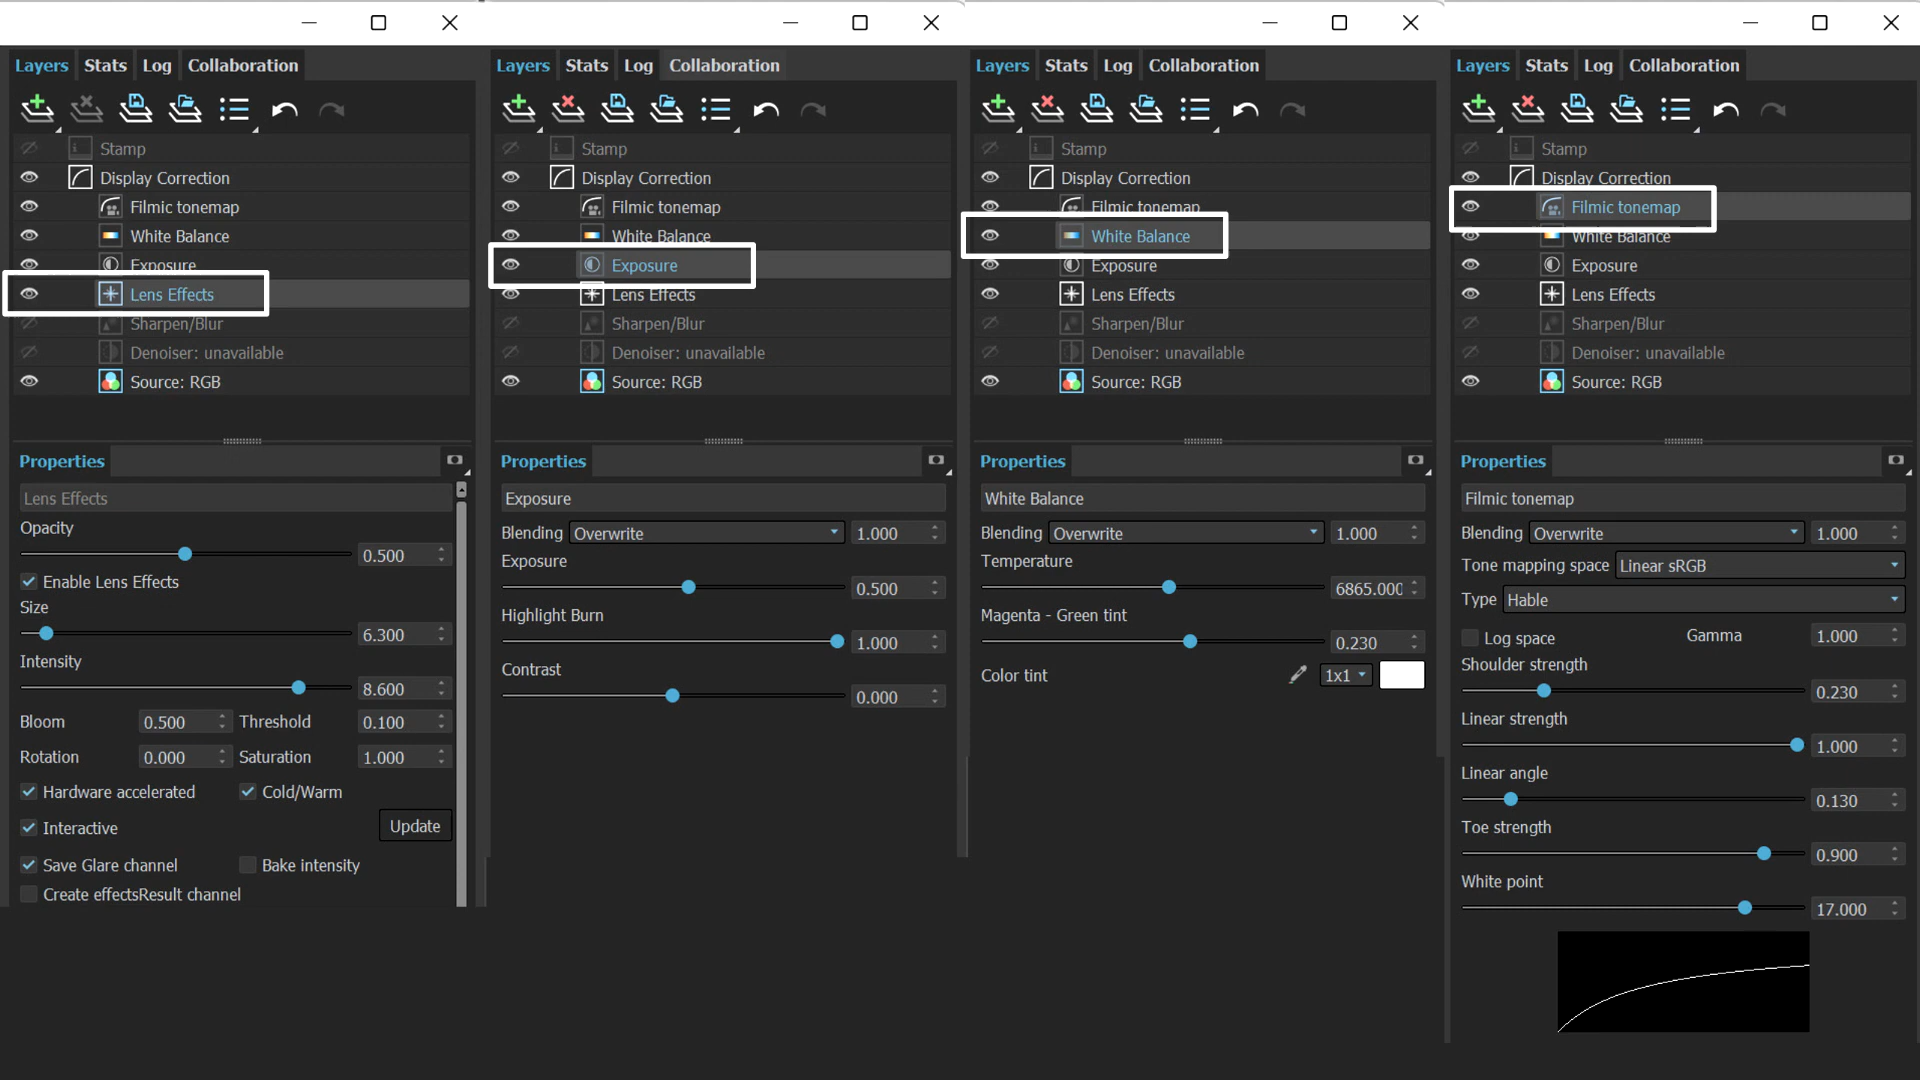 Layers Stats Log Collaboration
Stamp
Display Correction
Filmic tonemap
White Balance
Exposure
Lens Effects
Sharpen/Blur
Denoiser: unavailable
Source: RGB
Properties
Lens Effects
Opacity
0.500
Enable Lens Effects
Size
6.300
Intensity
8.600
Bloom 0.500 Threshold 0.100
Rotation 0.000 Saturation 1.000
Hardware accelerated Cold/Warm
Interactive Update
Save Glare channel Bake intensity
Create effectsResult channel
Layers Stats Log Collaboration
Stamp
Display Correction
Filmic tonemap
White Balance
Exposure
Lens Effects
Sharpen/Blur
Denoiser: unavailable
Source: RGB
Properties
Exposure
Blending Overwrite 1.000
Exposure
0.500
Highlight Burn
1.000
Contrast
0.000
Layers Stats Log Collaboration
Stamp
Display Correction
Filmic tonemap
White Balance
Exposure
Lens Effects
Sharpen/Blur
Denoiser: unavailable
Source: RGB
Properties
White Balance
Blending Overwrite 1.000
Temperature
6865.000
Magenta - Green tint
0.230
Color tint 1x1
Layers Stats Log Collaboration
Stamp
Display Correction
Filmic tonemap
White Balance
Exposure
Lens Effects
Sharpen/Blur
Denoiser: unavailable
Source: RGB
Properties
Filmic tonemap
Blending Overwrite 1.000
Tone mapping space Linear sRGB
Type Hable
Log space Gamma 1.000
Shoulder strength
0.230
Linear strength
1.000
Linear angle
0.130
Toe strength
0.900
White point
17.000